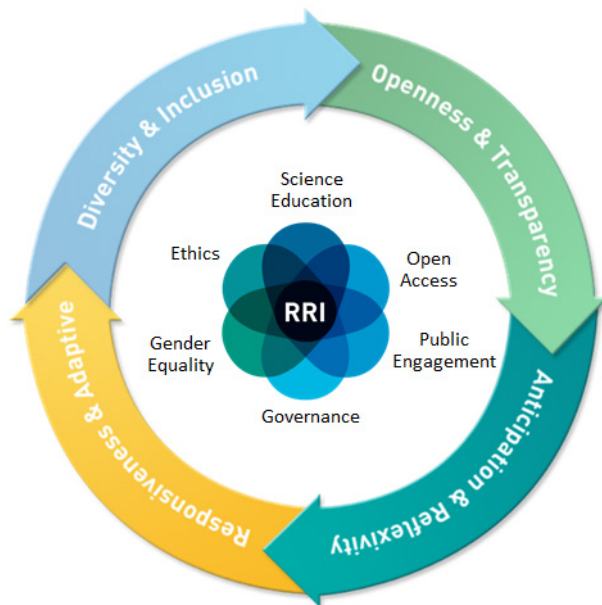 Diversity & Inclusion
Openness & Transparency
Anticipation & Reflexivity
Responsiveness & Adaptive
Science
Education
Ethics
Open
Access
RRI
Gender
Equality
Public
Engagement
Governance